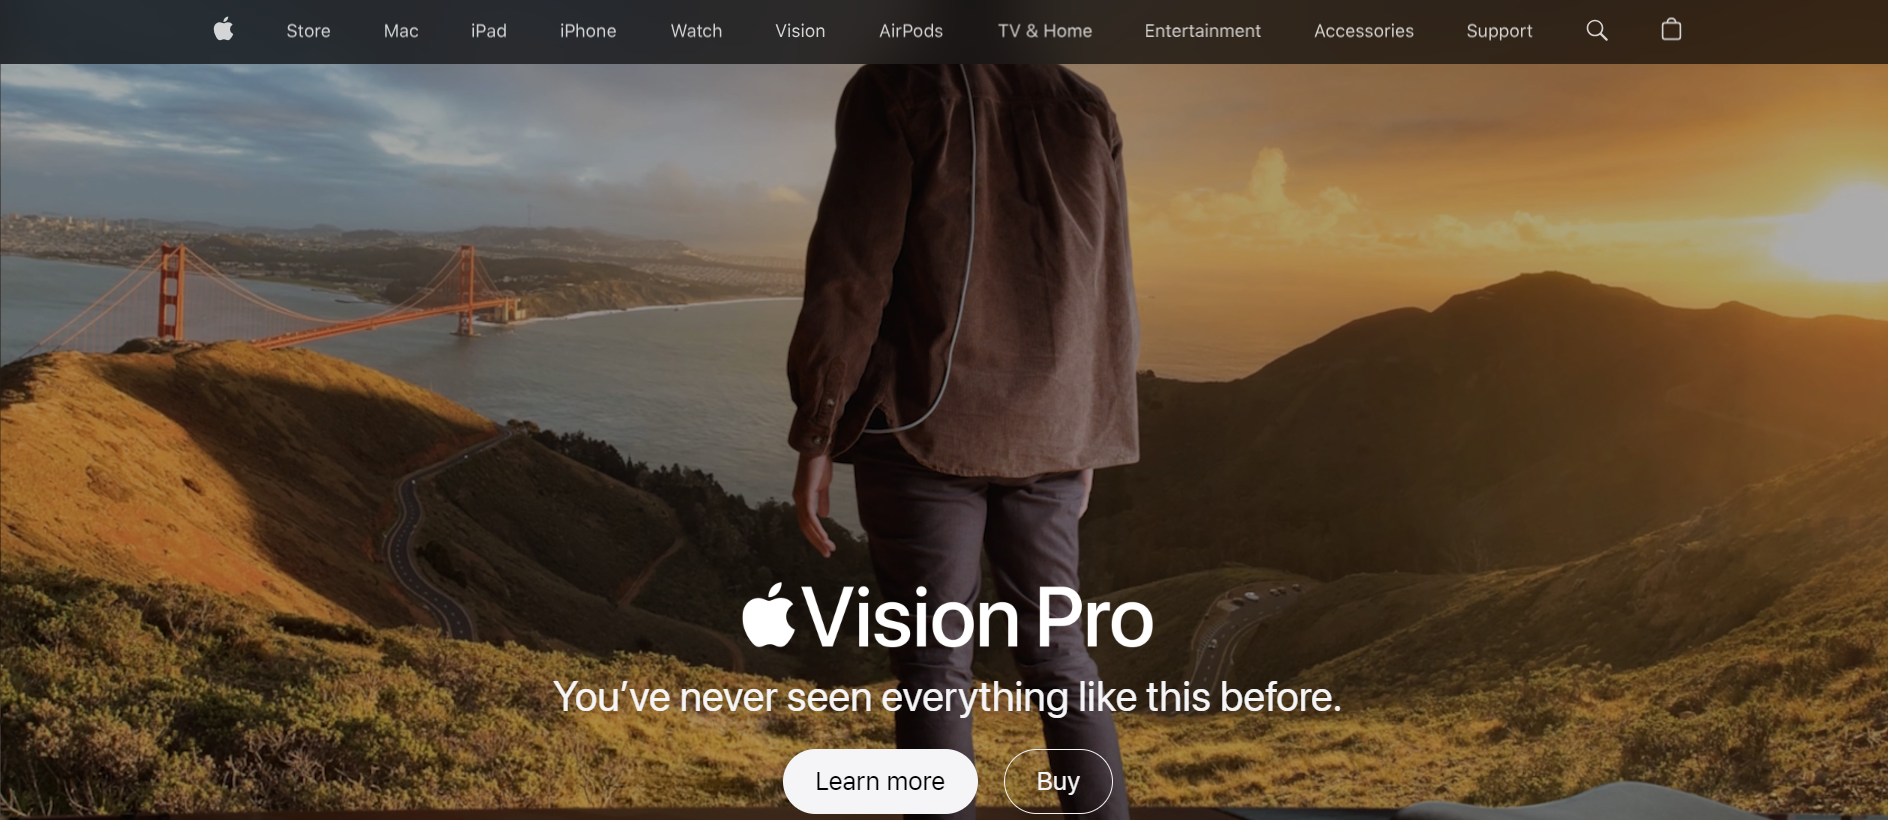 Store Mac iPad iPhone Watch Vision AirPods TV & Home Entertainment Accessories Support
Vision Pro
You’ve never seen everything like this before.
Learn more Buy